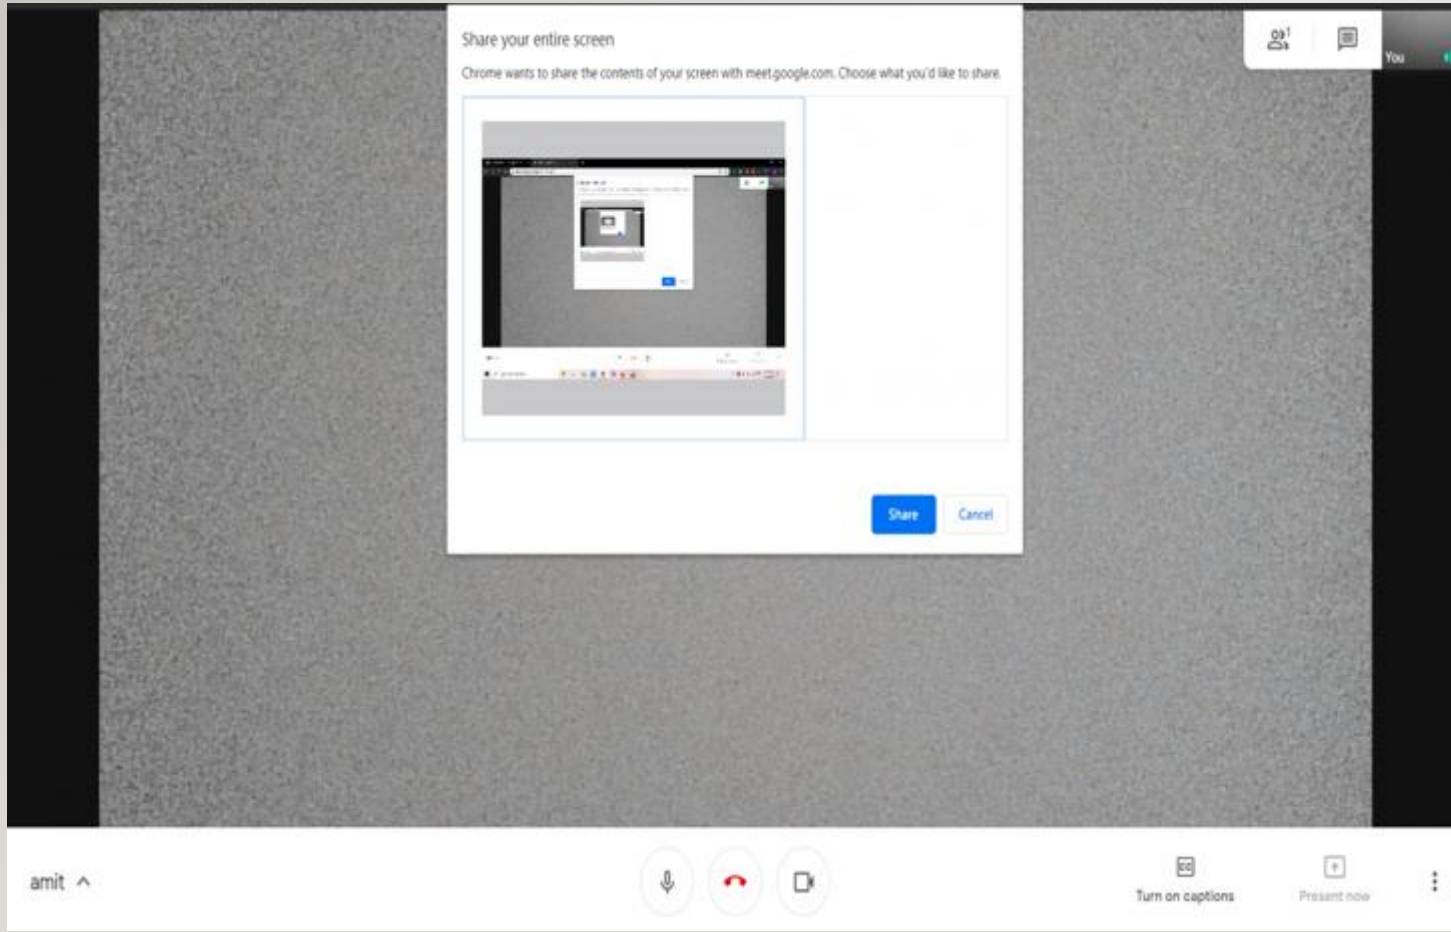 Share your entire screen
Chrome wants to share the contents of your screen with meet.google.com. Choose what you'd like to share.
1
You
Share
Cancel
amit
Turn on captions
Present now